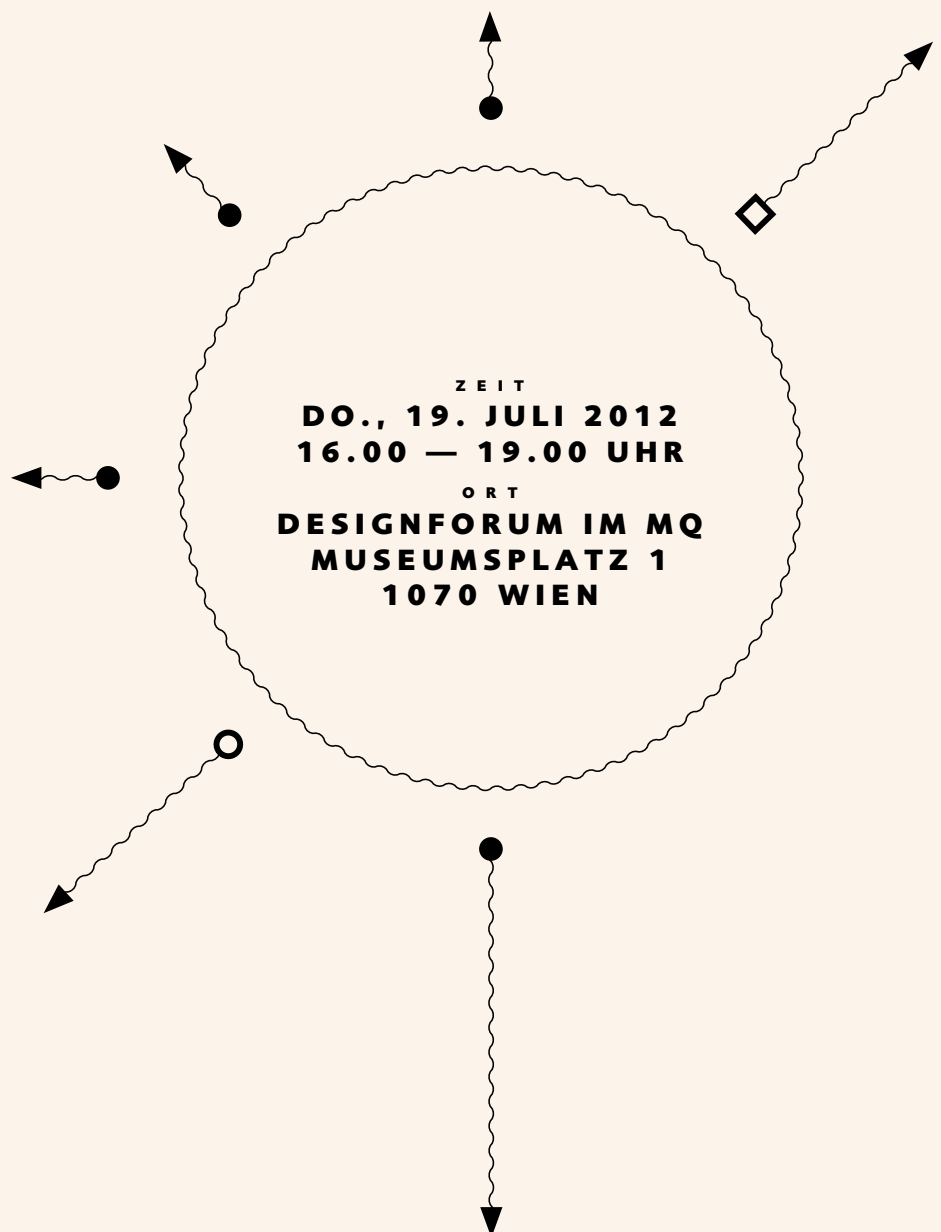 ZEIT
DO., 19. JULI 2012
16.00 — 19.00 UHR
ORT
DESIGNFORUM IM MQ
MUSEUMSPLATZ 1
1070 WIEN